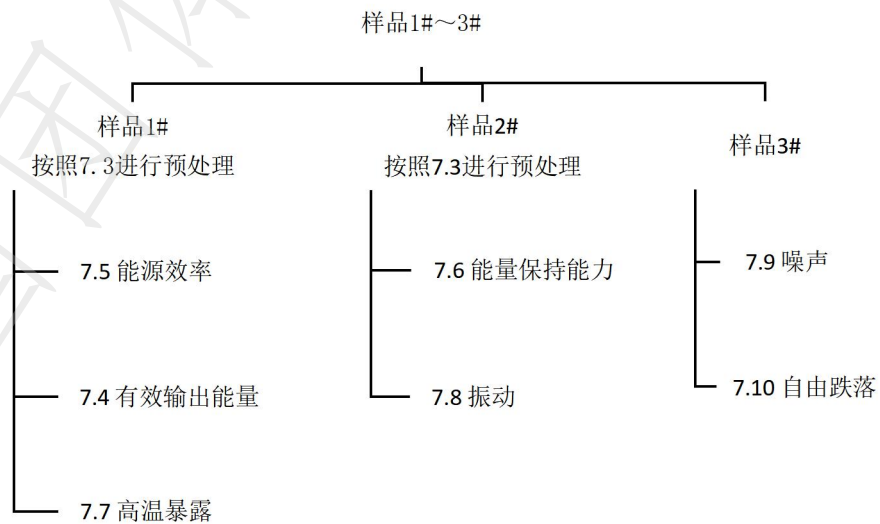 样品1#～3#
样品1#
按照7.3进行预处理
7.5 能源效率
7.4 有效输出能量
7.7 高温暴露
样品2#
按照7.3进行预处理
7.6 能量保持能力
7.8 振动
样品3#
7.9 噪声
7.10 自由跌落